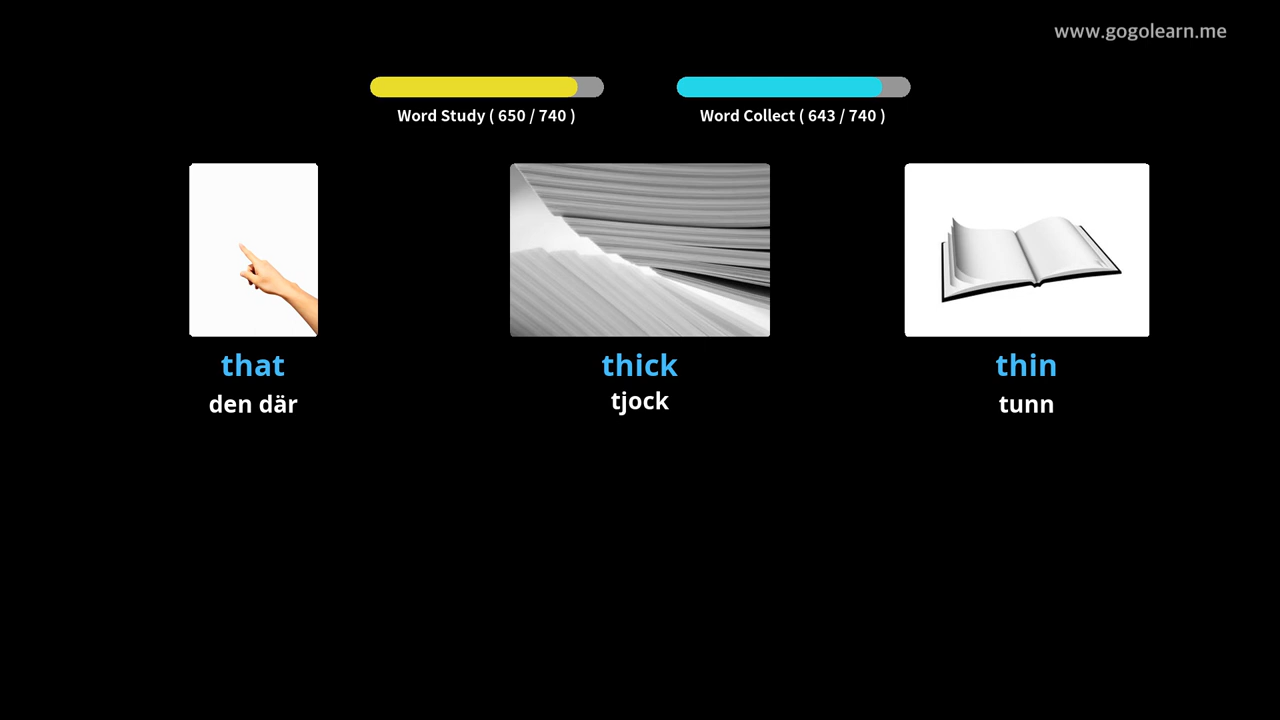 www.gogolearn.me
Word Study ( 650 / 740 )
Word Collect ( 643 / 740 )
that
den där
thick
tjock
thin
tunn